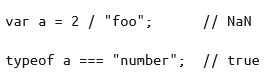 var a = 2 / "foo";      // NaN
typeof a === "number";  // true